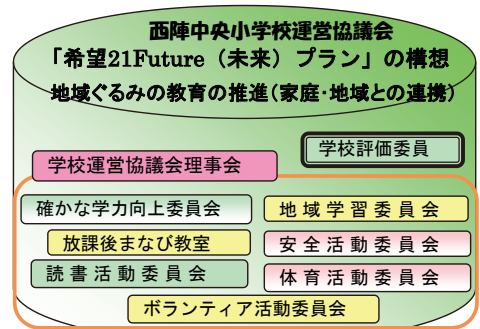 西陣中央小学校運営協議会
「希望21Future（未来）プラン」の構想
地域ぐるみの教育の推進（家庭・地域との連携）
学校評価委員
学校運営協議会理事会
確かな学力向上委員会
地域学習委員会
放課後まなび教室
安全活動委員会
読書活動委員会
体育活動委員会
ボランティア活動委員会